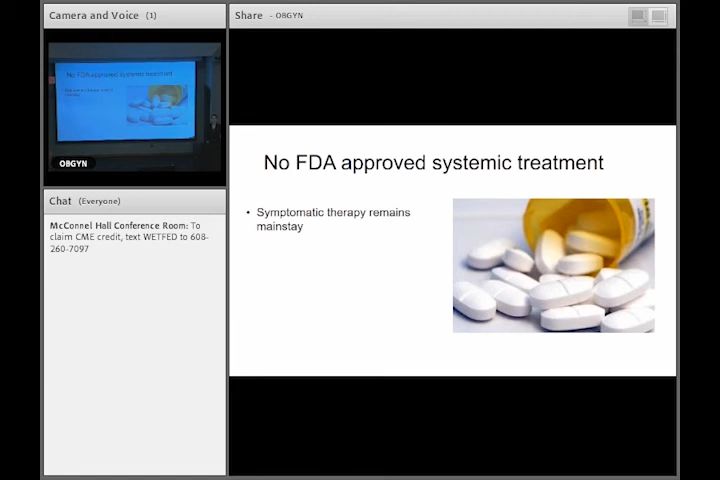 Camera and Voice (1)
No FDA approved systemic treatment
OBGYN
Chat (Everyone)
McConnel Hall Conference Room: To
claim CME credit, text WETFED to 608-
260-7097
Share - OBGYN
No FDA approved systemic treatment
• Symptomatic therapy remains
mainstay